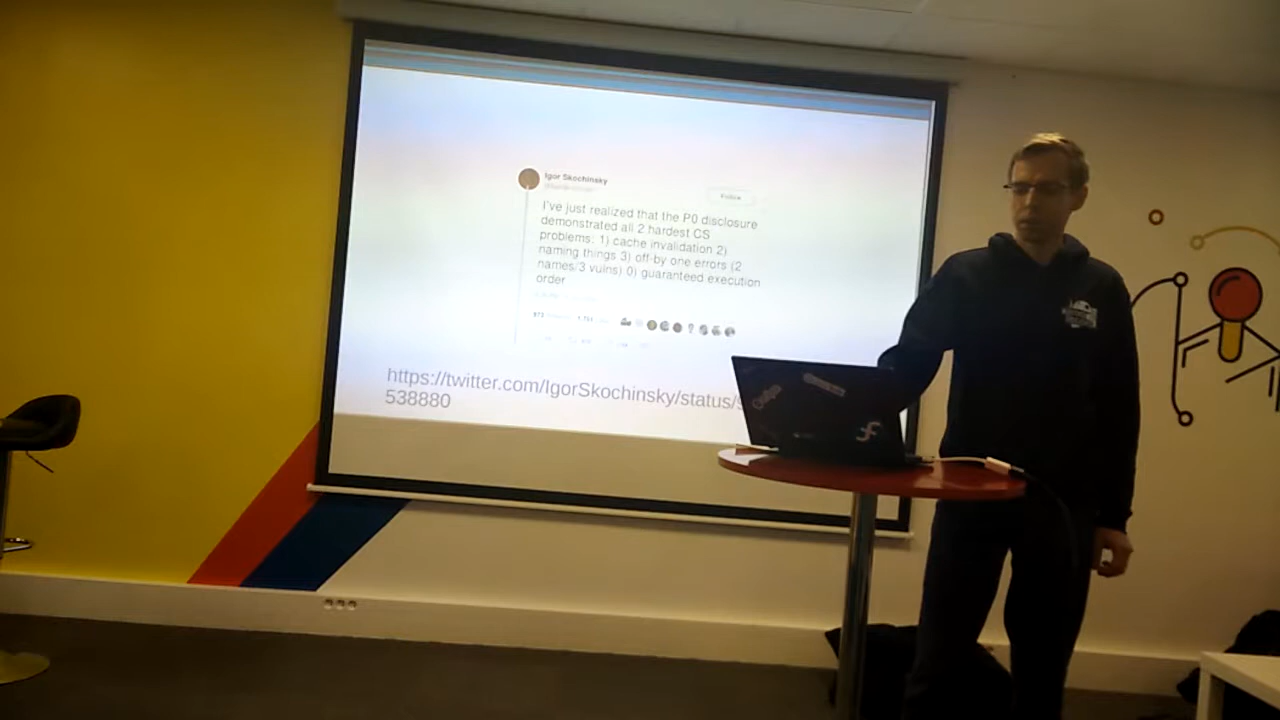 Igor Skochinsky
Follow
I've just realized that the P0 disclosure
demonstrated all 2 hardest CS
problems: 1) cache invalidation 2)
naming things 3) off-by one errors (2
names/3 vulns) 0) guaranteed execution
order
https://twitter.com/IgorSkochinsky/status/
538880